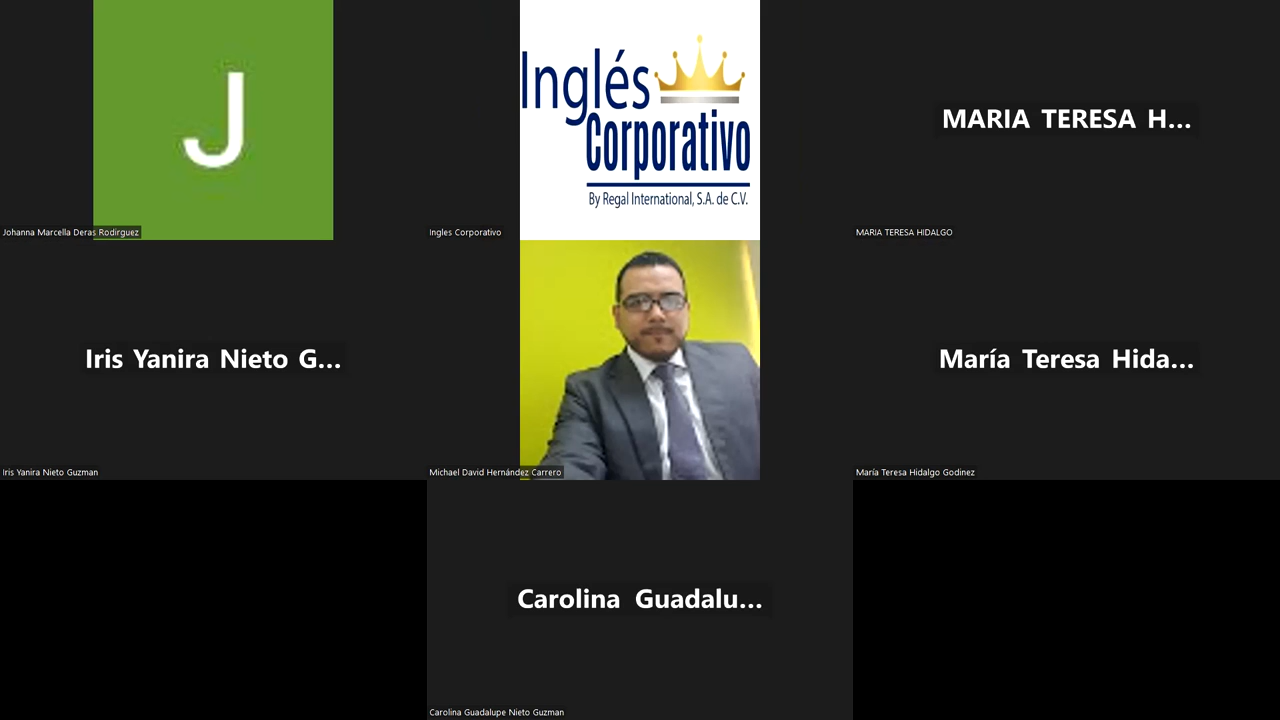 J
Inglés
Corporativo
By Regal International, S.A. de C.V.
MARIA TERESA H...
Johanna Marcella Deras Rodirguez
Ingles Corporativo
MARIA TERESA HIDALGO
Iris Yanira Nieto G...
María Teresa Hida...
Iris Yanira Nieto Guzman
Michael David Hernández Carrero
María Teresa Hidalgo Godinez
Carolina Guadalu...
Carolina Guadalupe Nieto Guzman